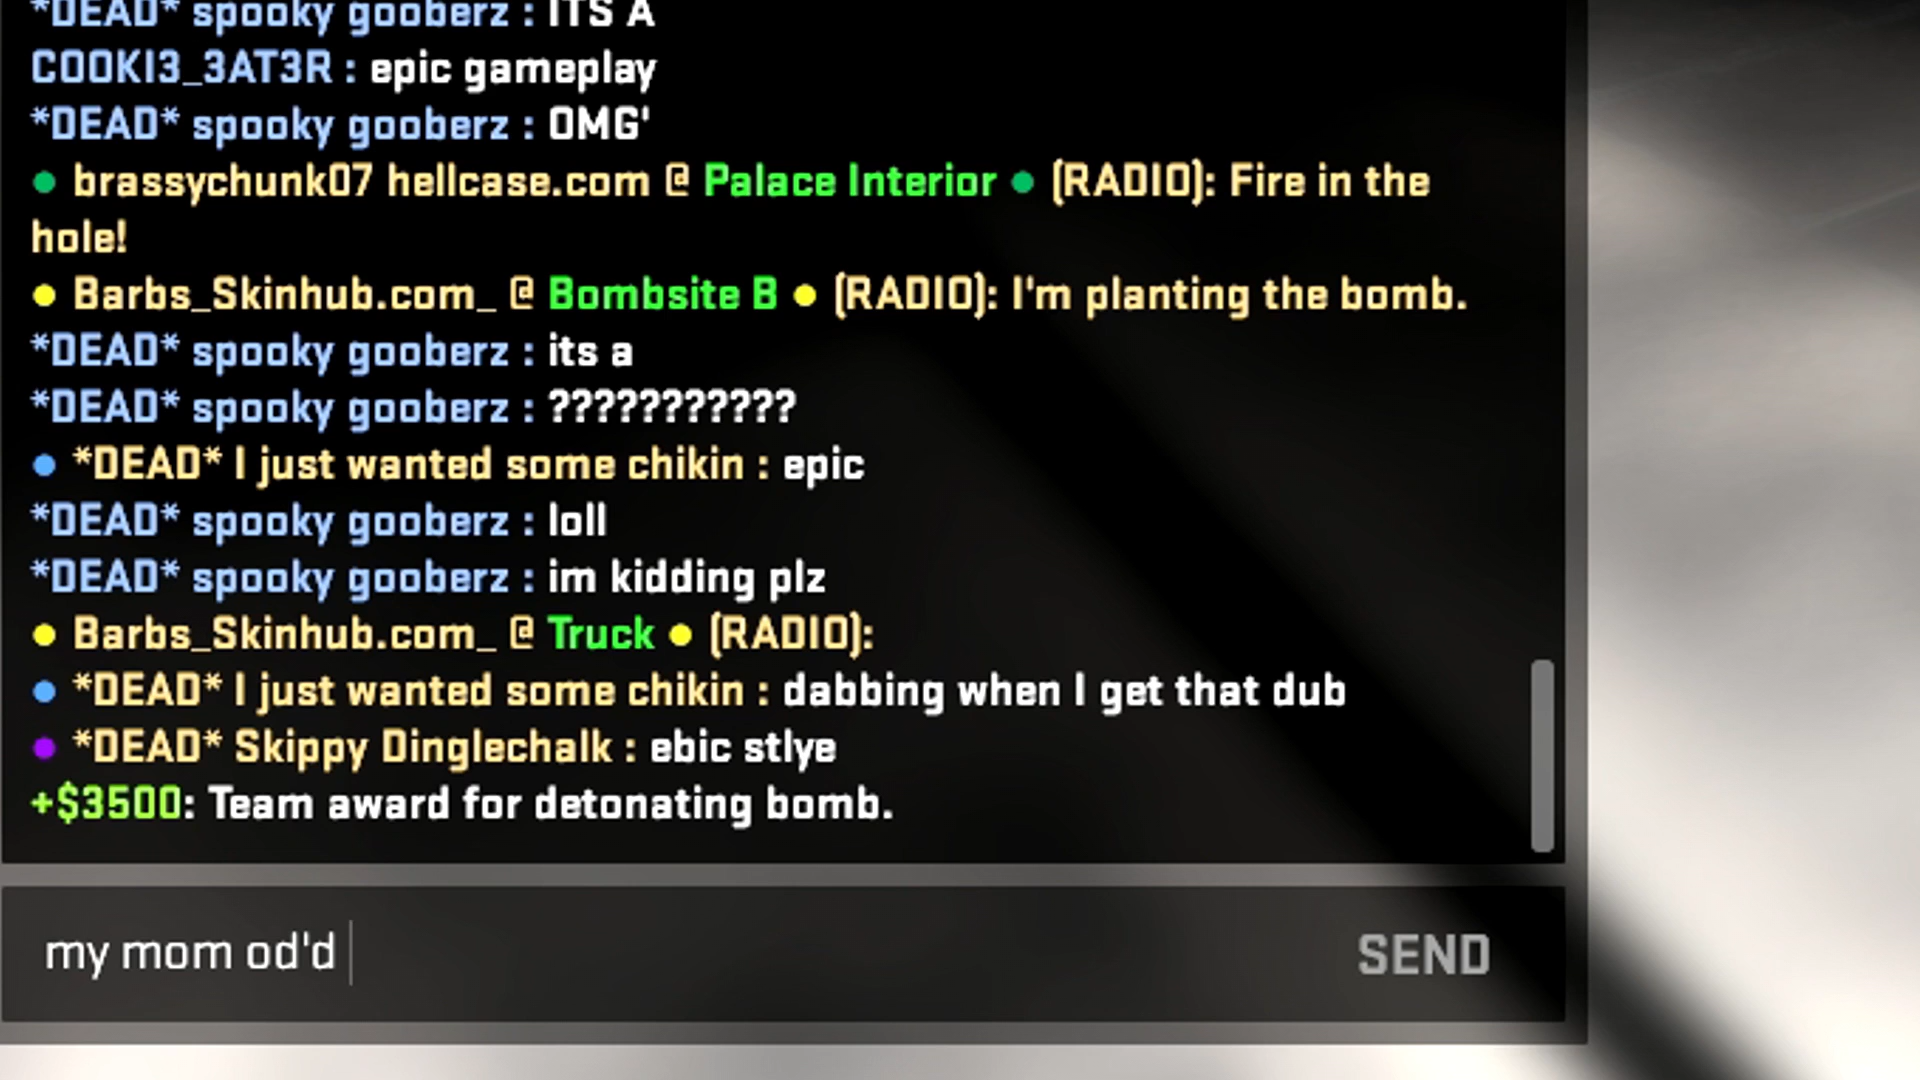 *DEAD* spooky gooberz : ITS A
COOKI3_3AT3R : epic gameplay
*DEAD* spooky gooberz : OMG'
● brassychunk07 hellcase.com @ Palace Interior ● (RADIO): Fire in the
hole!
● Barbs_Skinhub.com_ @ Bombsite B ● (RADIO): I'm planting the bomb.
*DEAD* spooky gooberz : its a
*DEAD* spooky gooberz : ???????????
● *DEAD* I just wanted some chikin : epic
*DEAD* spooky gooberz : loll
*DEAD* spooky gooberz : im kidding plz
● Barbs_Skinhub.com_ @ Truck ● (RADIO):
● *DEAD* I just wanted some chikin : dabbing when I get that dub
● *DEAD* Skippy Dinglechalk : ebic stlye
+$3500: Team award for detonating bomb.
my mom od'd
SEND